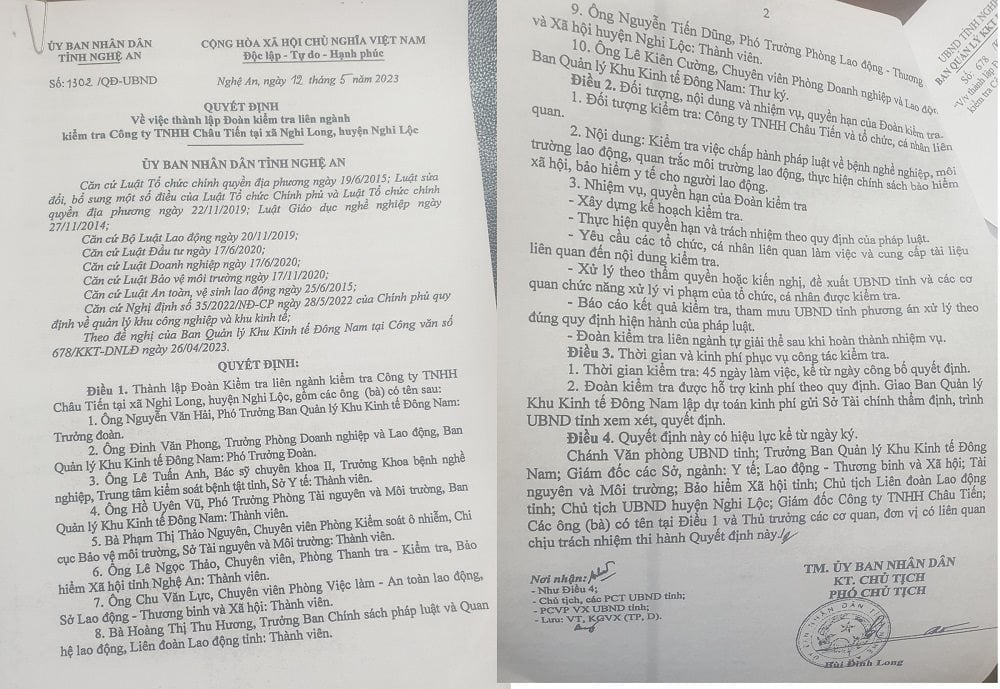 ỦY BAN NHÂN DÂN
TỈNH NGHỆ AN
Số: 1302 /QĐ-UBND
CỘNG HÒA XÃ HỘI CHỦ NGHĨA VIỆT NAM
Độc lập - Tự do - Hạnh phúc
Nghệ An, ngày 12 tháng 5 năm 2023
QUYẾT ĐỊNH
Về việc thành lập Đoàn kiểm tra liên ngành
kiểm tra Công ty TNHH Châu Tiến tại xã Nghi Long, huyện Nghi Lộc
ỦY BAN NHÂN DÂN TỈNH NGHỆ AN
Căn cứ Luật Tổ chức chính quyền địa phương ngày 19/6/2015; Luật sửa
đổi, bổ sung một số điều của Luật Tổ chức Chính phủ và Luật Tổ chức chính
quyền địa phương ngày 22/11/2019; Luật Giáo dục nghề nghiệp ngày
27/11/2014;
Căn cứ Bộ Luật Lao động ngày 20/11/2019;
Căn cứ Luật Đầu tư ngày 17/6/2020;
Căn cứ Luật Doanh nghiệp ngày 17/6/2020;
Căn cứ Luật Bảo vệ môi trường ngày 17/11/2020;
Căn cứ Luật An toàn, vệ sinh lao động ngày 25/6/2015;
Căn cứ Nghị định số 35/2022/NĐ-CP ngày 28/5/2022 của Chính phủ quy
định về quản lý khu công nghiệp và khu kinh tế;
Theo đề nghị của Ban Quản lý Khu Kinh tế Đông Nam tại Công văn số
678/KKT-DNLĐ ngày 26/04/2023.
QUYẾT ĐỊNH:
Điều 1. Thành lập Đoàn Kiểm tra liên ngành kiểm tra Công ty TNHH
Châu Tiến tại xã Nghi Long, huyện Nghi Lộc, gồm các ông (bà) có tên sau:
1. Ông Nguyễn Văn Hải, Phó Trưởng Ban Quản lý Khu Kinh tế Đông Nam:
Trưởng đoàn.
2. Ông Đinh Văn Phong, Trưởng Phòng Doanh nghiệp và Lao động, Ban
Quản lý Khu Kinh tế Đông Nam: Phó Trưởng Đoàn.
3. Ông Lê Tuấn Anh, Bác sỹ chuyên khoa II, Trưởng Khoa bệnh nghề
nghiệp, Trung tâm kiểm soát bệnh tật tỉnh, Sở Y tế: Thành viên.
4. Ông Hồ Uyên Vũ, Phó Trưởng Phòng Tài nguyên và Môi trường, Ban
Quản lý Khu Kinh tế Đông Nam: Thành viên.
5. Bà Phạm Thị Thảo Nguyên, Chuyên viên Phòng Kiểm soát ô nhiễm, Chi
cục Bảo vệ môi trường, Sở Tài nguyên và Môi trường: Thành viên.
6. Ông Lê Ngọc Thảo, Chuyên viên, Phòng Thanh tra - Kiểm tra, Bảo
hiểm Xã hội tỉnh Nghệ An: Thành viên.
7. Ông Chu Văn Lực, Chuyên viên Phòng Việc làm - An toàn lao động,
Sở Lao động - Thương binh và Xã hội: Thành viên.
8. Bà Hoàng Thị Thu Hương, Trưởng Ban Chính sách pháp luật và Quan
hệ lao động, Liên đoàn Lao động tỉnh: Thành viên.
2
9. Ông Nguyễn Tiến Dũng, Phó Trưởng Phòng Lao động - Thương
và Xã hội huyện Nghi Lộc: Thành viên.
10. Ông Lê Kiên Cường, Chuyên viên Phòng Doanh nghiệp và Lao độn
Ban Quản lý Khu Kinh tế Đông Nam: Thư ký.
Điều 2. Đối tượng, nội dung và nhiệm vụ, quyền hạn của Đoàn kiểm tra.
1. Đối tượng kiểm tra: Công ty TNHH Châu Tiến và tổ chức, cá nhân liên
quan.
2. Nội dung: Kiểm tra việc chấp hành pháp luật về bệnh nghề nghiệp, môi
trường lao động, quan trắc môi trường lao động, thực hiện chính sách bảo hiểm
xã hội, bảo hiểm y tế cho người lao động.
3. Nhiệm vụ, quyền hạn của Đoàn kiểm tra
- Xây dựng kế hoạch kiểm tra.
- Thực hiện quyền hạn và trách nhiệm theo quy định của pháp luật.
- Yêu cầu các tổ chức, cá nhân liên quan làm việc và cung cấp tài liệu
liên quan đến nội dung kiểm tra.
- Xử lý theo thẩm quyền hoặc kiến nghị, đề xuất UBND tỉnh và các cơ
quan chức năng xử lý vi phạm của tổ chức, cá nhân được kiểm tra.
- Báo cáo kết quả kiểm tra, tham mưu UBND tỉnh phương án xử lý theo
đúng quy định hiện hành của pháp luật.
- Đoàn kiểm tra liên ngành tự giải thể sau khi hoàn thành nhiệm vụ.
Điều 3. Thời gian và kinh phí phục vụ công tác kiểm tra.
1. Thời gian kiểm tra: 45 ngày làm việc, kể từ ngày công bố quyết định.
2. Đoàn kiểm tra được hỗ trợ kinh phí theo quy định. Giao Ban Quản lý
Khu Kinh tế Đông Nam lập dự toán kinh phí gửi Sở Tài chính thẩm định, trình
UBND tỉnh xem xét, quyết định.
Điều 4. Quyết định này có hiệu lực kể từ ngày ký.
Chánh Văn phòng UBND tỉnh; Trưởng Ban Quản lý Khu Kinh tế Đông
Nam; Giám đốc các Sở, ngành: Y tế; Lao động - Thương binh và Xã hội; Tài
nguyên và Môi trường; Bảo hiểm Xã hội tỉnh; Chủ tịch Liên đoàn Lao động
tỉnh; Chủ tịch UBND huyện Nghi Lộc; Giám đốc Công ty TNHH Châu Tiến;
Các ông (bà) có tên tại Điều 1 và Thủ trưởng các cơ quan, đơn vị có liên quan
chịu trách nhiệm thi hành Quyết định này./.
Nơi nhận:
- Như Điều 4;
- Chủ tịch, các PCT UBND tỉnh;
- PCVP VX UBND tỉnh;
- Lưu: VT, KGVX (TP, D).
TM. ỦY BAN NHÂN DÂN
KT. CHỦ TỊCH
PHÓ CHỦ TỊCH
Bùi Đình Long
UBND TỈNH NGH
BAN QUẢN LÝ KKT
Số: 678
"V/v thành lập Đ
kiểm tra C